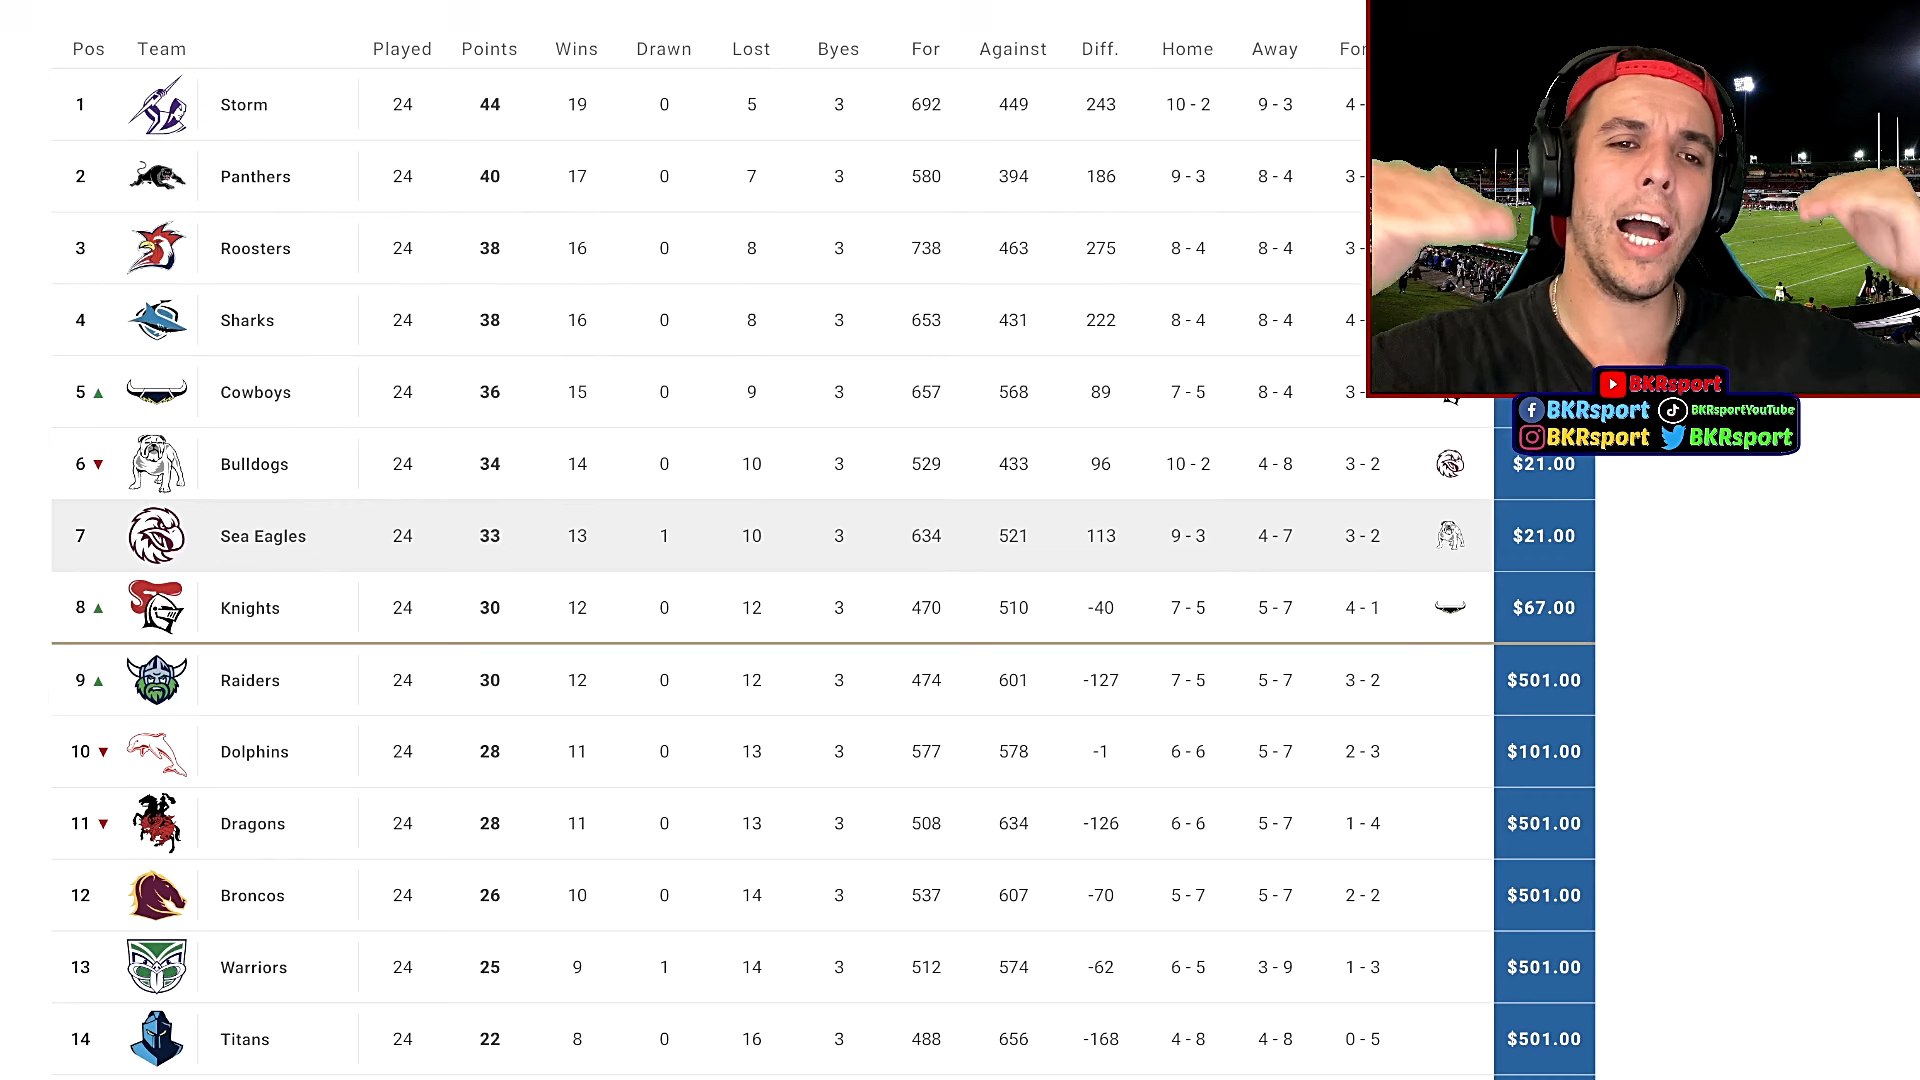 Pos Team Played Points Wins Drawn Lost Byes For Against Diff. Home Away For
1 Storm 24 44 19 0 5 3 692 449 243 10 - 2 9 - 3 4 -
2 Panthers 24 40 17 0 7 3 580 394 186 9 - 3 8 - 4 3 -
3 Roosters 24 38 16 0 8 3 738 463 275 8 - 4 8 - 4 3 -
4 Sharks 24 38 16 0 8 3 653 431 222 8 - 4 8 - 4 4 -
5 Cowboys 24 36 15 0 9 3 657 568 89 7 - 5 8 - 4 3 -
BKRsport
BKRsport BKRsportYouTube
BKRsport BKRsport
6 Bulldogs 24 34 14 0 10 3 529 433 96 10 - 2 4 - 8 3 - 2 $21.00
7 Sea Eagles 24 33 13 1 10 3 634 521 113 9 - 3 4 - 7 3 - 2 $21.00
8 Knights 24 30 12 0 12 3 470 510 -40 7 - 5 5 - 7 4 - 1 $67.00
9 Raiders 24 30 12 0 12 3 474 601 -127 7 - 5 5 - 7 3 - 2 $501.00
10 Dolphins 24 28 11 0 13 3 577 578 -1 6 - 6 5 - 7 2 - 3 $101.00
11 Dragons 24 28 11 0 13 3 508 634 -126 6 - 6 5 - 7 1 - 4 $501.00
12 Broncos 24 26 10 0 14 3 537 607 -70 5 - 7 5 - 7 2 - 2 $501.00
13 Warriors 24 25 9 1 14 3 512 574 -62 6 - 5 3 - 9 1 - 3 $501.00
14 Titans 24 22 8 0 16 3 488 656 -168 4 - 8 4 - 8 0 - 5 $501.00